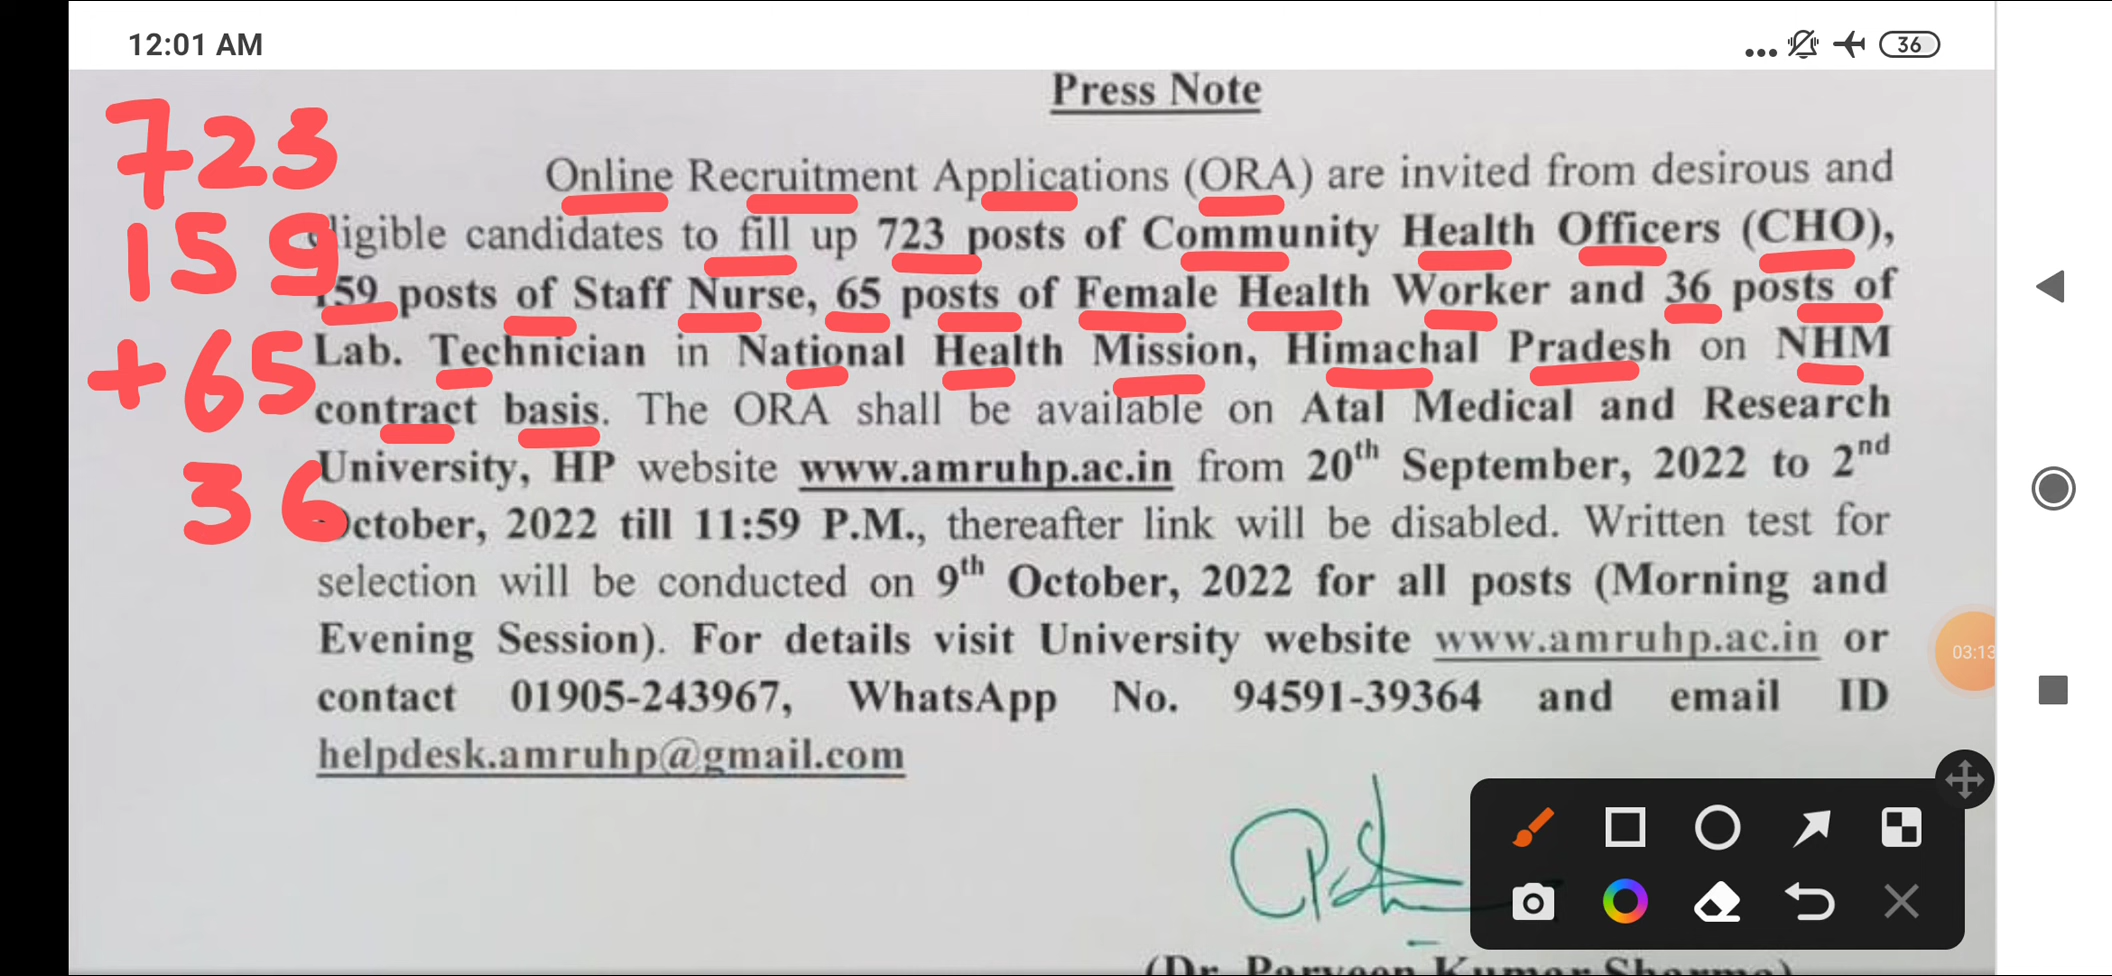 12:01 AM
36
Press Note
723
159
+65
36
Online Recruitment Applications (ORA) are invited from desirous and
eligible candidates to fill up 723 posts of Community Health Officers (CHO),
159 posts of Staff Nurse, 65 posts of Female Health Worker and 36 posts of
Lab. Technician in National Health Mission, Himachal Pradesh on NHM
contract basis. The ORA shall be available on Atal Medical and Research
University, HP website www.amruhp.ac.in from 20th September, 2022 to 2nd
October, 2022 till 11:59 P.M., thereafter link will be disabled. Written test for
selection will be conducted on 9th October, 2022 for all posts (Morning and
Evening Session). For details visit University website www.amruhp.ac.in or
contact 01905-243967, WhatsApp No. 94591-39364 and email ID
helpdesk.amruhp@gmail.com
03:13
(Dr. Parveen Kumar Sharma)